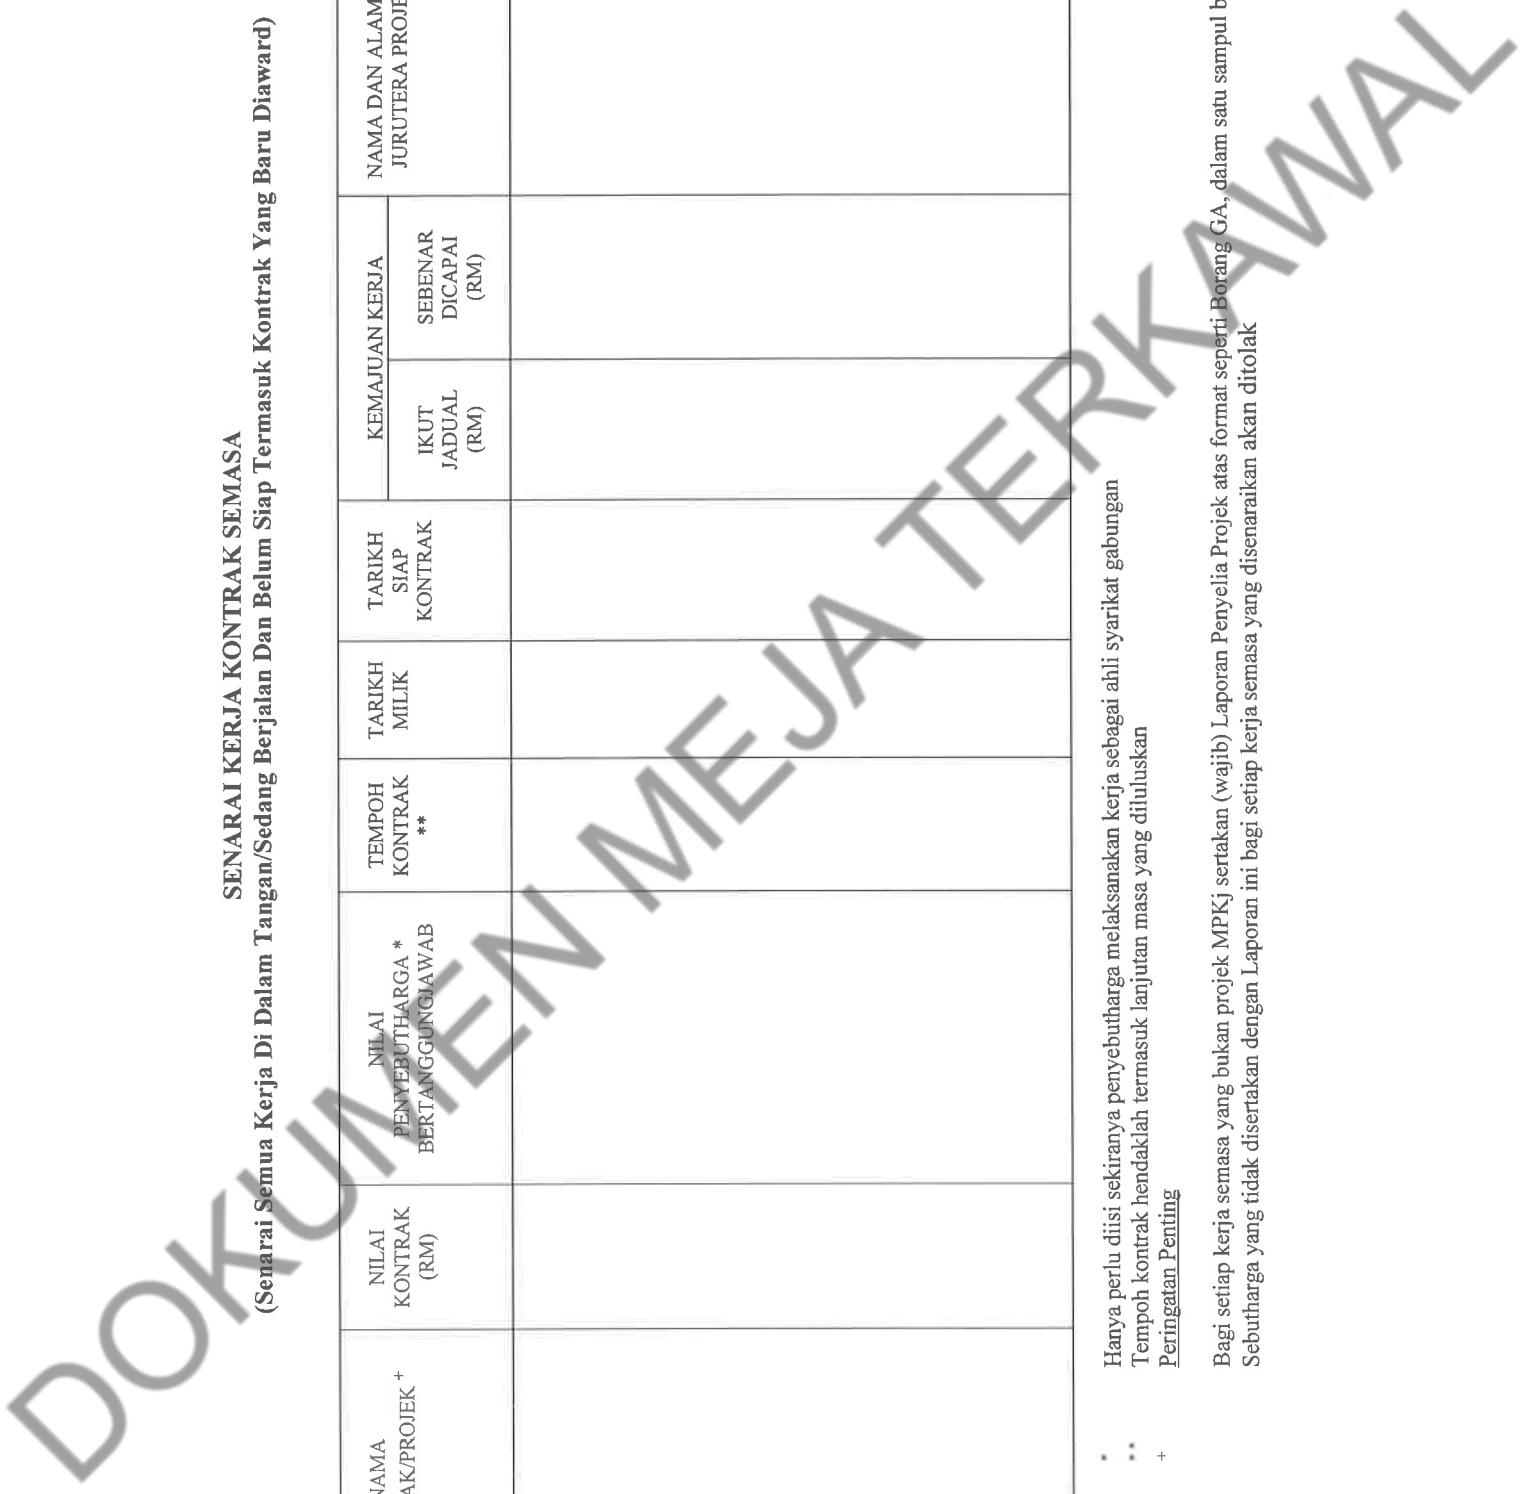 SENARAI KERJA KONTRAK SEMASA
(Senarai Semua Kerja Di Dalam Tangan/Sedang Berjalan Dan Belum Siap Termasuk Kontrak Yang Baru Diaward)
NAMA
AK/PROJEK +
NILAI
KONTRAK
(RM)
NILAI
PENYEBUTHARGA *
BERTANGGUNGJAWAB
TEMPOH
KONTRAK
**
TARIKH
MILIK
TARIKH
SIAP
KONTRAK
KEMAJUAN KERJA
IKUT
JADUAL
(RM)
SEBENAR
DICAPAI
(RM)
NAMA DAN ALAM
JURUTERA PROJE
* Hanya perlu diisi sekiranya penyebutharga melaksanakan kerja sebagai ahli syarikat gabungan
** Tempoh kontrak hendaklah termasuk lanjutan masa yang diluluskan
+ Peringatan Penting
Bagi setiap kerja semasa yang bukan projek MPKj sertakan (wajib) Laporan Penyelia Projek atas format seperti Borang GA, dalam satu sampul b
Sebutharga yang tidak disertakan dengan Laporan ini bagi setiap kerja semasa yang disenaraikan akan ditolak
DOKUMEN MEJA TERKAWAL